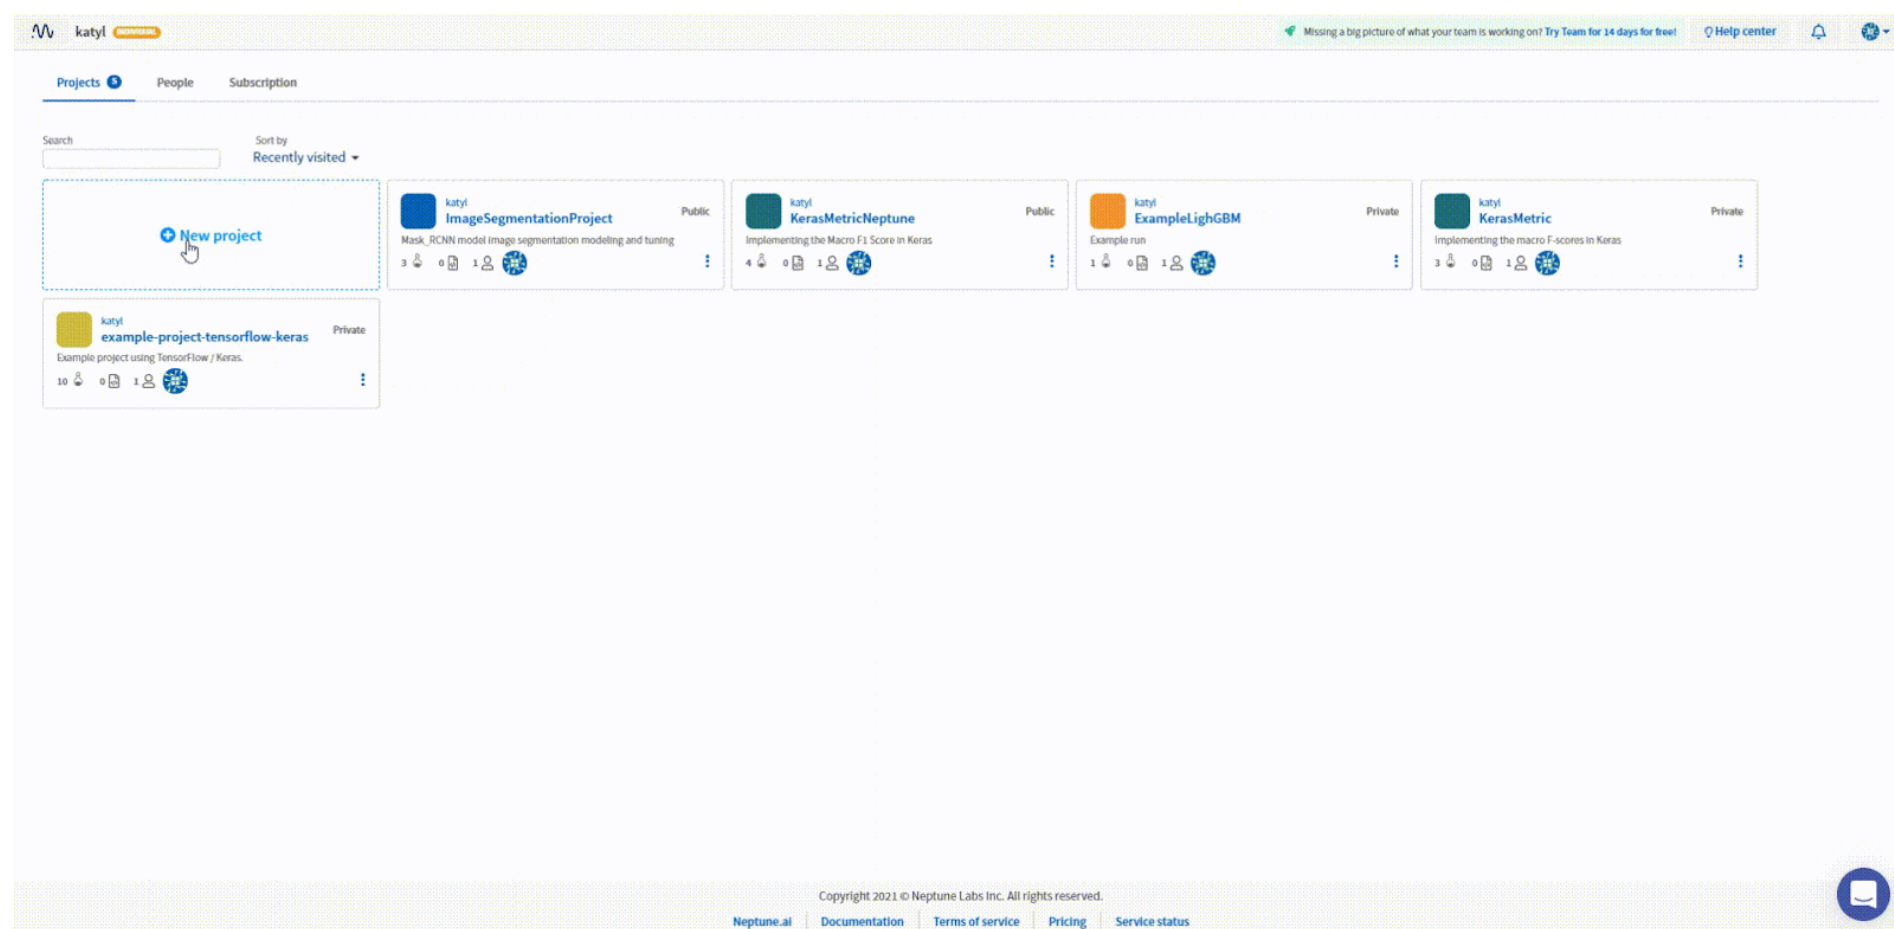 katyl INDIVIDUAL
Missing a big picture of what your team is working on? Try Team for 14 days for free!
Help center
Projects 5
People
Subscription
Search
Sort by
Recently visited
New project
katyl
ImageSegmentationProject
Public
Mask_RCNN model image segmentation modeling and tuning
3 0 1
katyl
KerasMetricNeptune
Public
Implementing the Macro F1 Score in Keras
4 0 1
katyl
ExampleLighGBM
Private
Example run
1 0 1
katyl
KerasMetric
Private
Implementing the macro F-scores in Keras
3 0 1
katyl
example-project-tensorflow-keras
Private
Example project using TensorFlow / Keras.
10 0 1
Copyright 2021 © Neptune Labs Inc. All rights reserved.
Neptune.ai
Documentation
Terms of service
Pricing
Service status